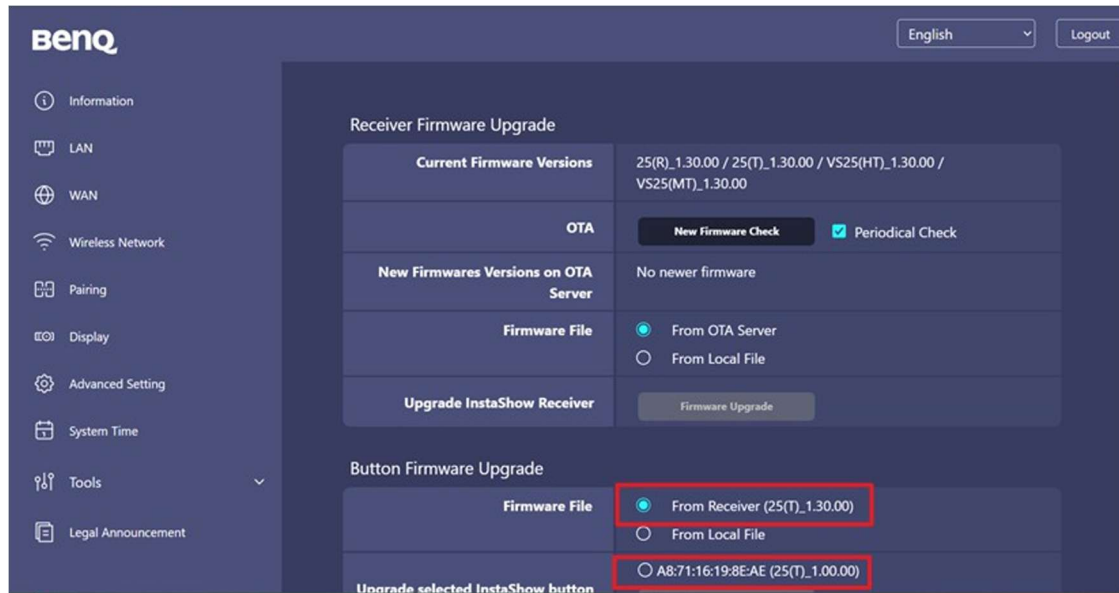 BenQ
English
Logout
Information
LAN
WAN
Wireless Network
Pairing
Display
Advanced Setting
System Time
Tools
Legal Announcement
Receiver Firmware Upgrade
Current Firmware Versions
25(R)_1.30.00 / 25(T)_1.30.00 / VS25(HT)_1.30.00 /
VS25(MT)_1.30.00
OTA
New Firmware Check
Periodical Check
New Firmwares Versions on OTA
Server
No newer firmware
Firmware File
From OTA Server
From Local File
Upgrade InstaShow Receiver
Firmware Upgrade
Button Firmware Upgrade
Firmware File
From Receiver (25(T)_1.30.00)
From Local File
A8:71:16:19:8E:AE (25(T)_1.00.00)
Upgrade selected InstaShow button